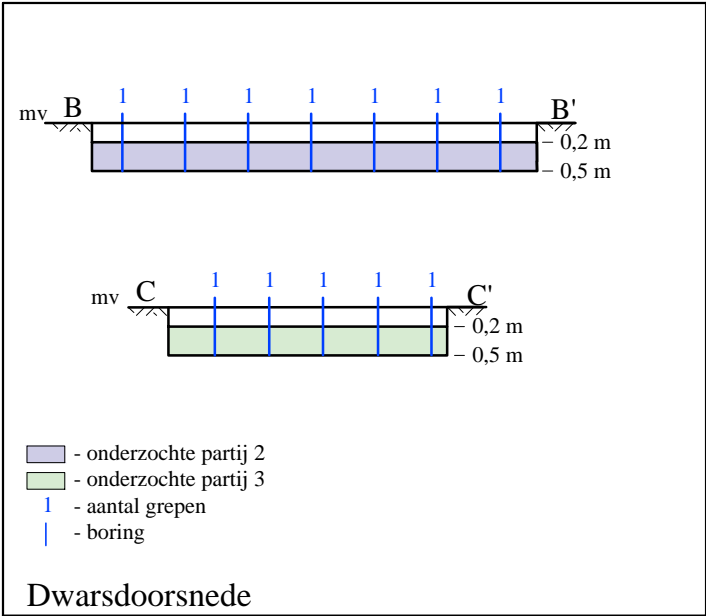 1 1 1 1 1 1 1
mv B B'
0,2 m
0,5 m
1 1 1 1 1
mv C C'
0,2 m
0,5 m
- onderzochte partij 2
- onderzochte partij 3
1 - aantal grepen
- boring
Dwarsdoorsnede